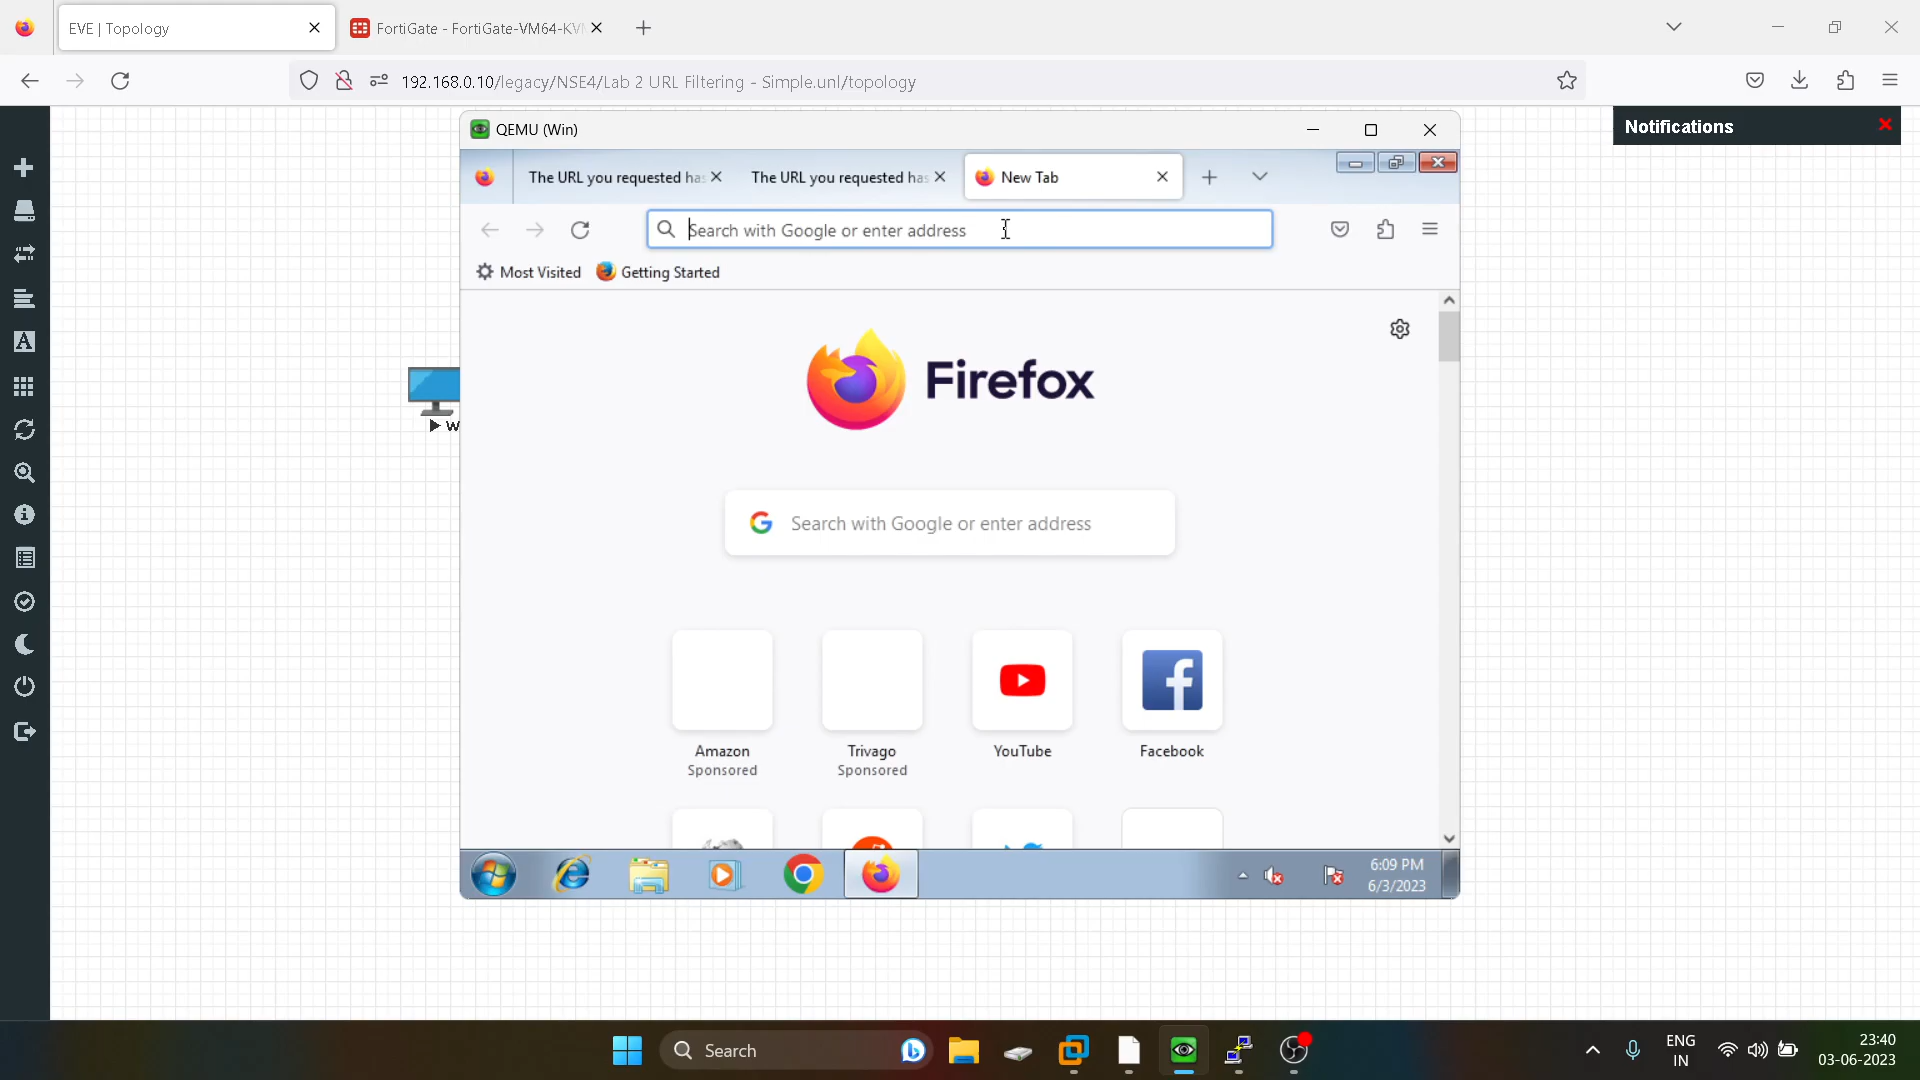 EVE | Topology
FortiGate - FortiGate-VM64-KV
192.168.0.10/legacy/NSE4/Lab 2 URL Filtering - Simple.unl/topology
Notifications
QEMU (Win)
The URL you requested has
The URL you requested has
New Tab
Search with Google or enter address
Most Visited
Getting Started
Firefox
Search with Google or enter address
Amazon
Sponsored
Trivago
Sponsored
YouTube
Facebook
6:09 PM
6/3/2023
Search
ENG
IN
23:40
03-06-2023